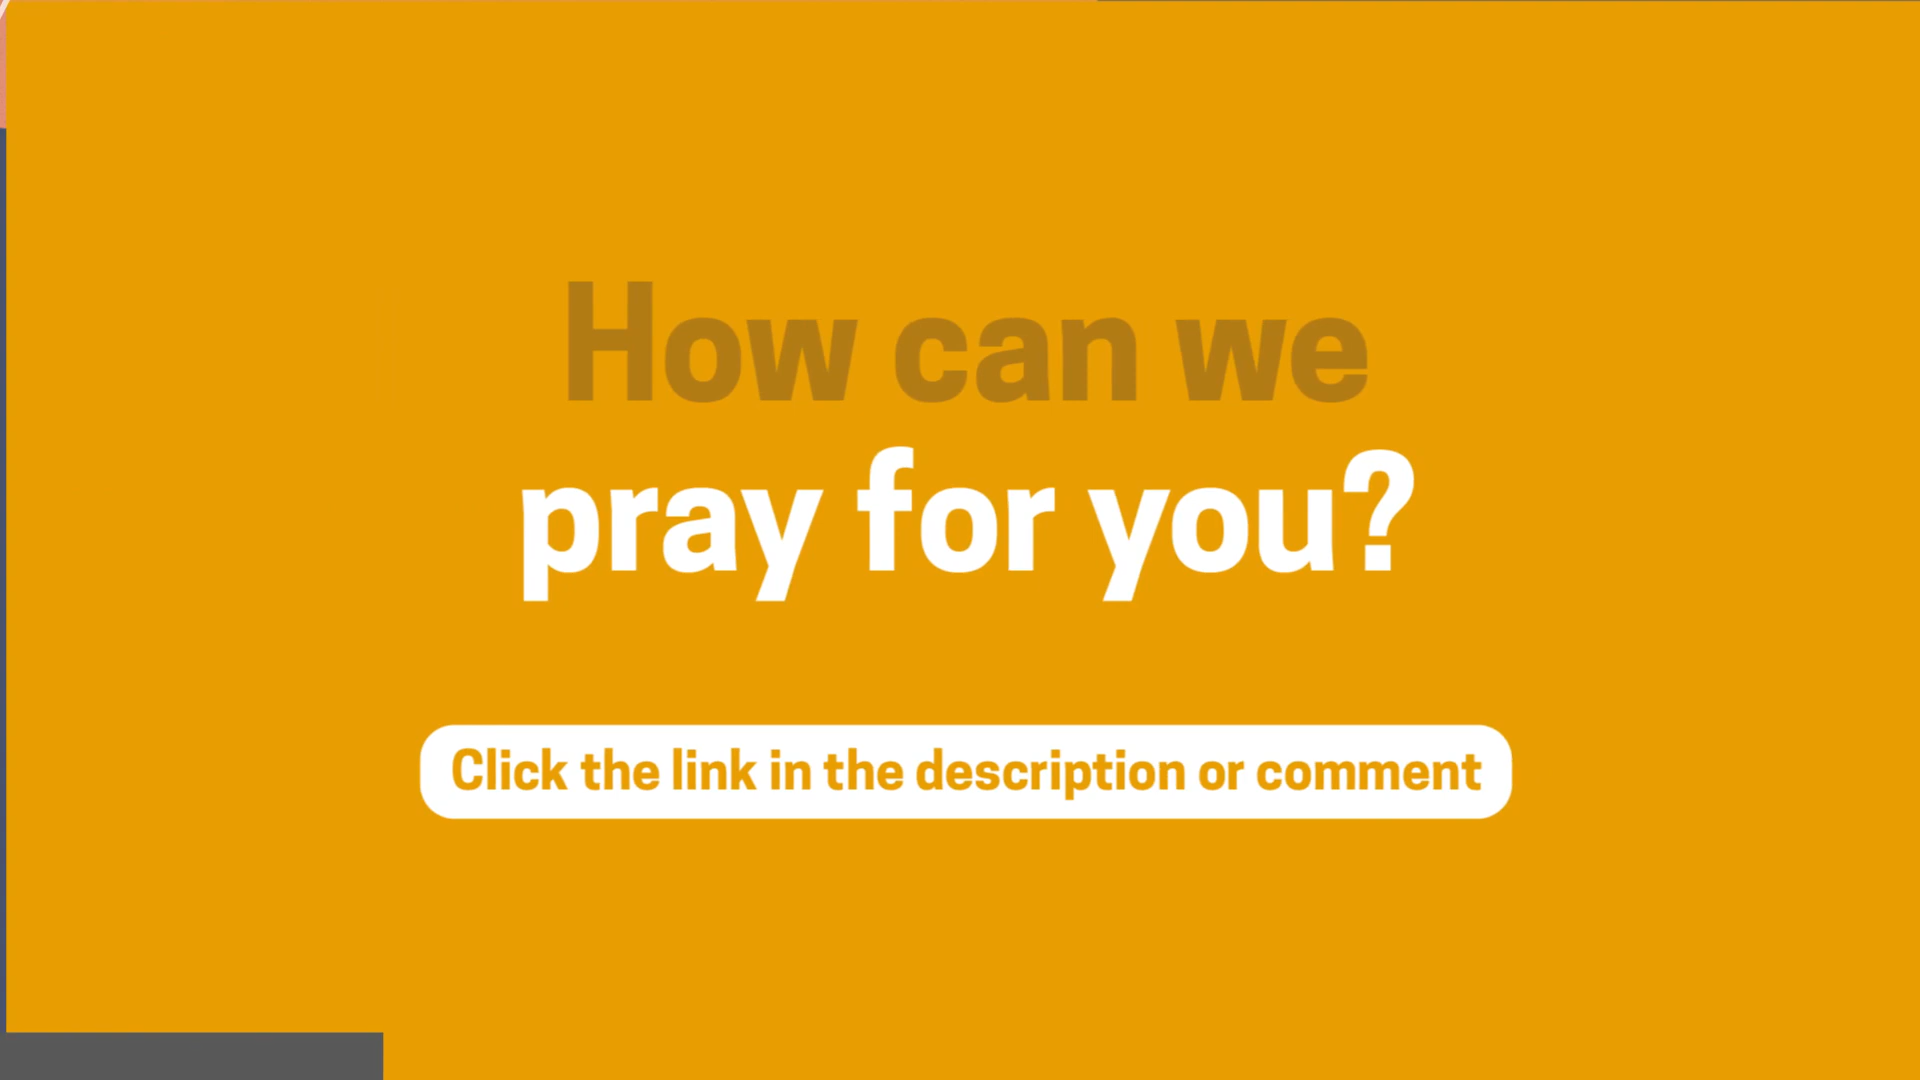 How can we
pray for you?
Click the link in the description or comment